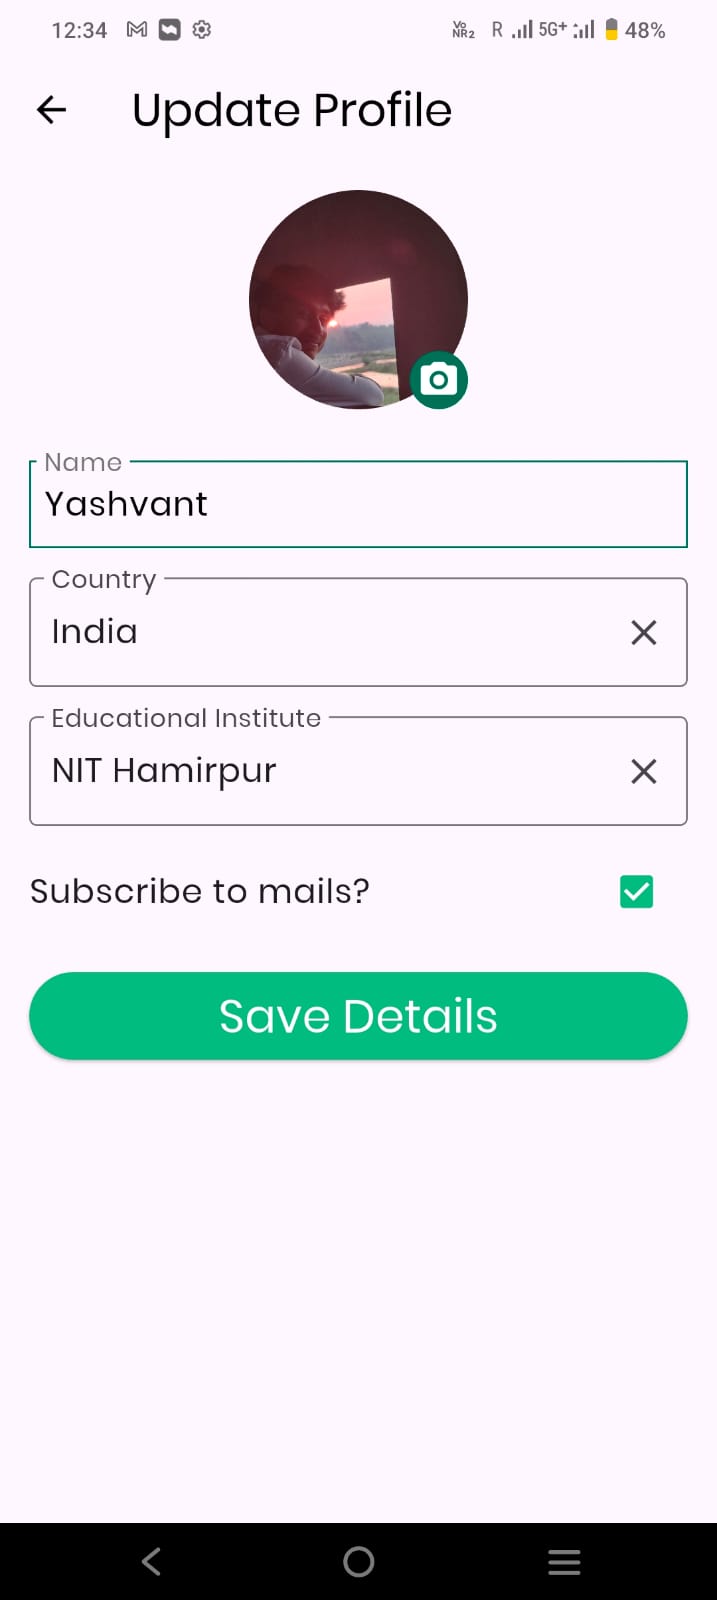 12:34 Vo NR2 R 5G+ 48%
Update Profile
Name
Yashvant
Country
India
Educational Institute
NIT Hamirpur
Subscribe to mails?
Save Details